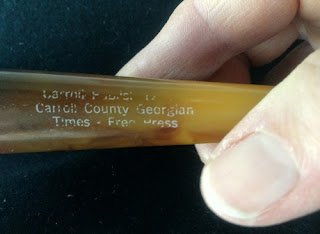 Carroll
Carroll County Georgian
Times - Free Press